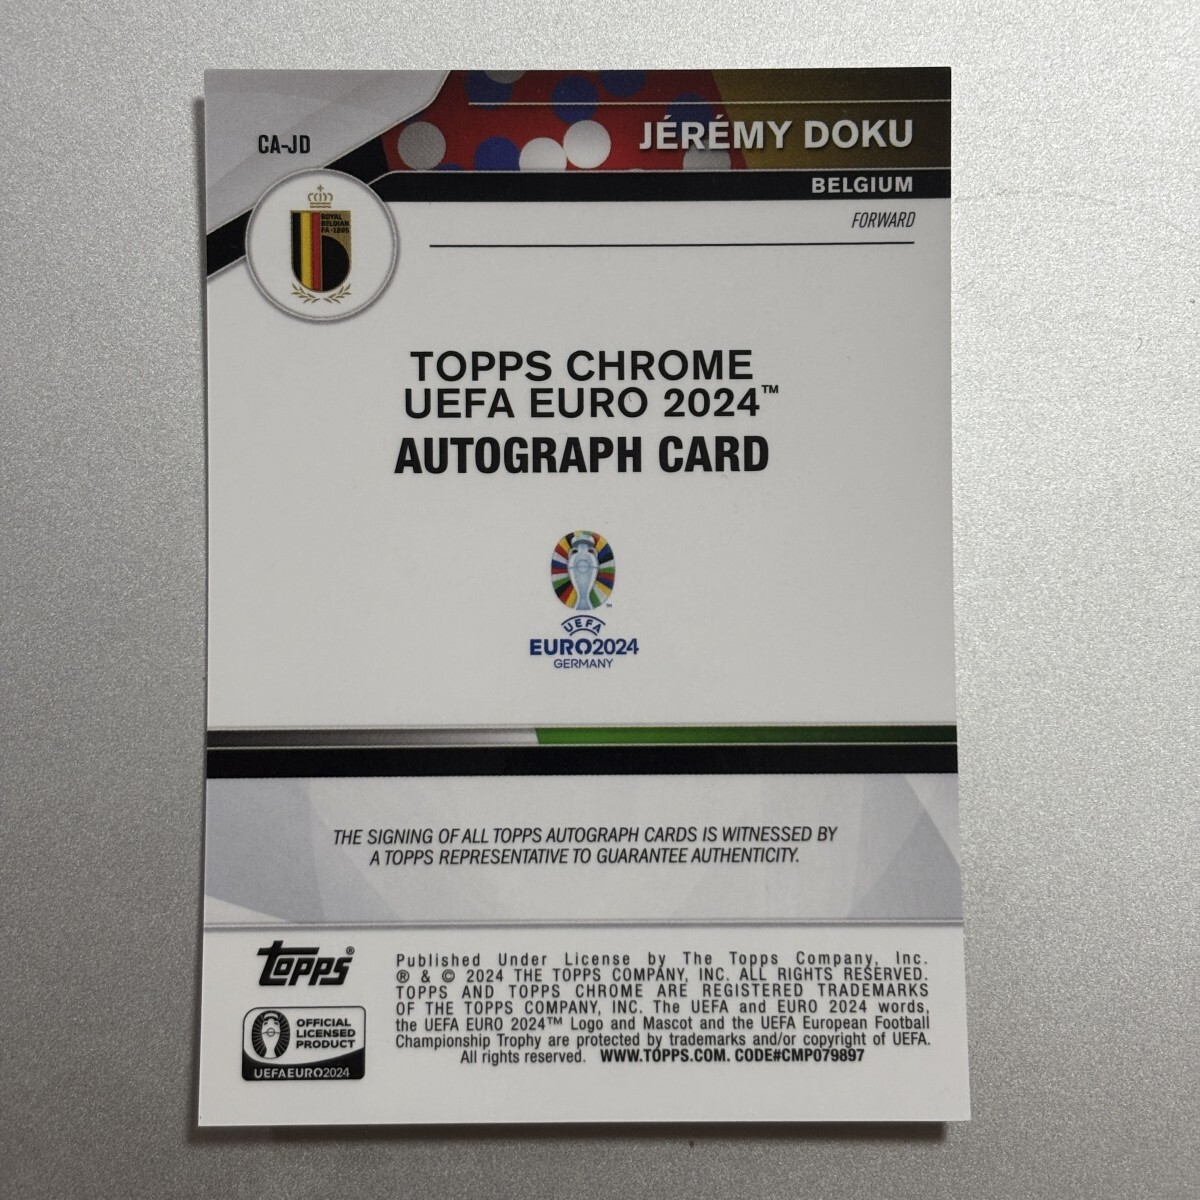 CA-JD
JÉRÉMY DOKU
BELGIUM
FORWARD
ROYAL
BELGIAN
FA-1895
TOPPS CHROME
UEFA EURO 2024™
AUTOGRAPH CARD
UEFA
EURO2024
GERMANY
THE SIGNING OF ALL TOPPS AUTOGRAPH CARDS IS WITNESSED BY
A TOPPS REPRESENTATIVE TO GUARANTEE AUTHENTICITY.
topps®
OFFICIAL
LICENSED
PRODUCT
UEFAEURO2024
Published Under License by The Topps Company, Inc.
® & © 2024 THE TOPPS COMPANY, INC. ALL RIGHTS RESERVED.
TOPPS AND TOPPS CHROME ARE REGISTERED TRADEMARKS
OF THE TOPPS COMPANY, INC. The UEFA and EURO 2024 words,
the UEFA EURO 2024™ Logo and Mascot and the UEFA European Football
Championship Trophy are protected by trademarks and/or copyright of UEFA.
All rights reserved. WWW.TOPPS.COM. CODE#CMP079897